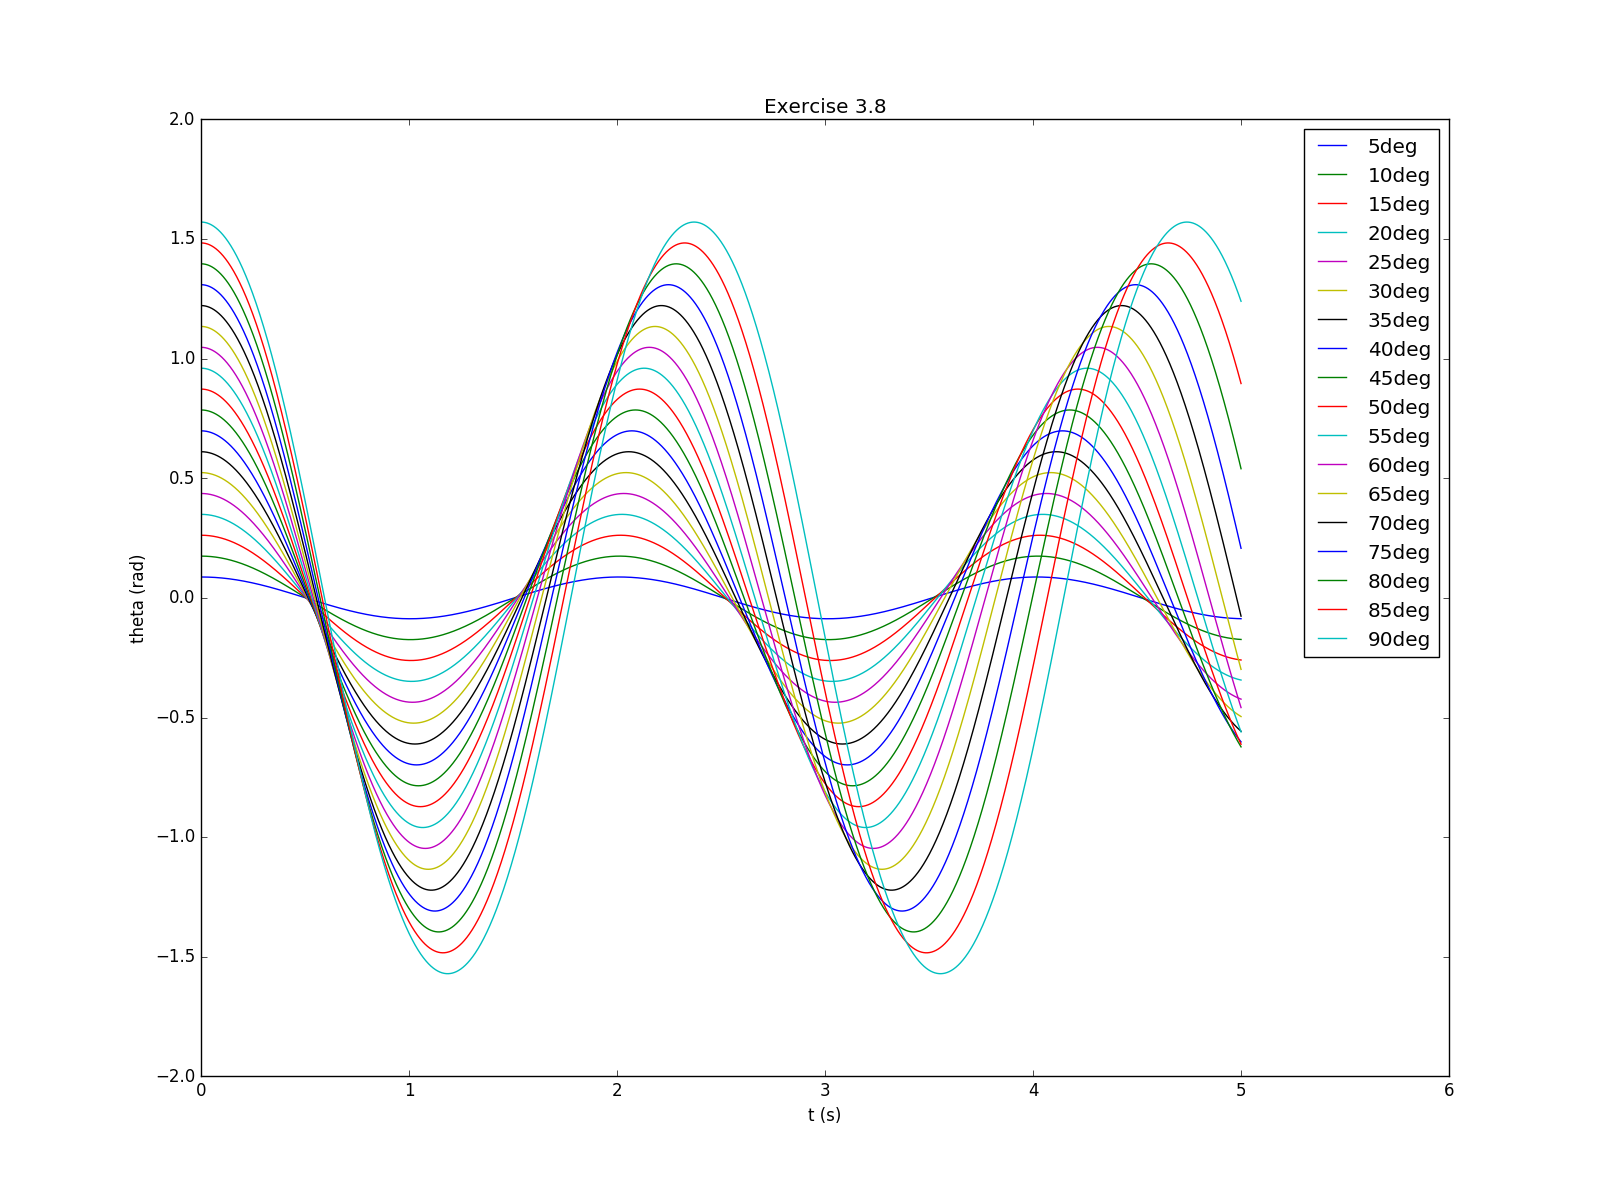 Exercise 3.8
2.0
1.5
1.0
0.5
0.0
−0.5
−1.0
−1.5
−2.0
theta (rad)
0 1 2 3 4 5 6
t (s)
5deg
10deg
15deg
20deg
25deg
30deg
35deg
40deg
45deg
50deg
55deg
60deg
65deg
70deg
75deg
80deg
85deg
90deg